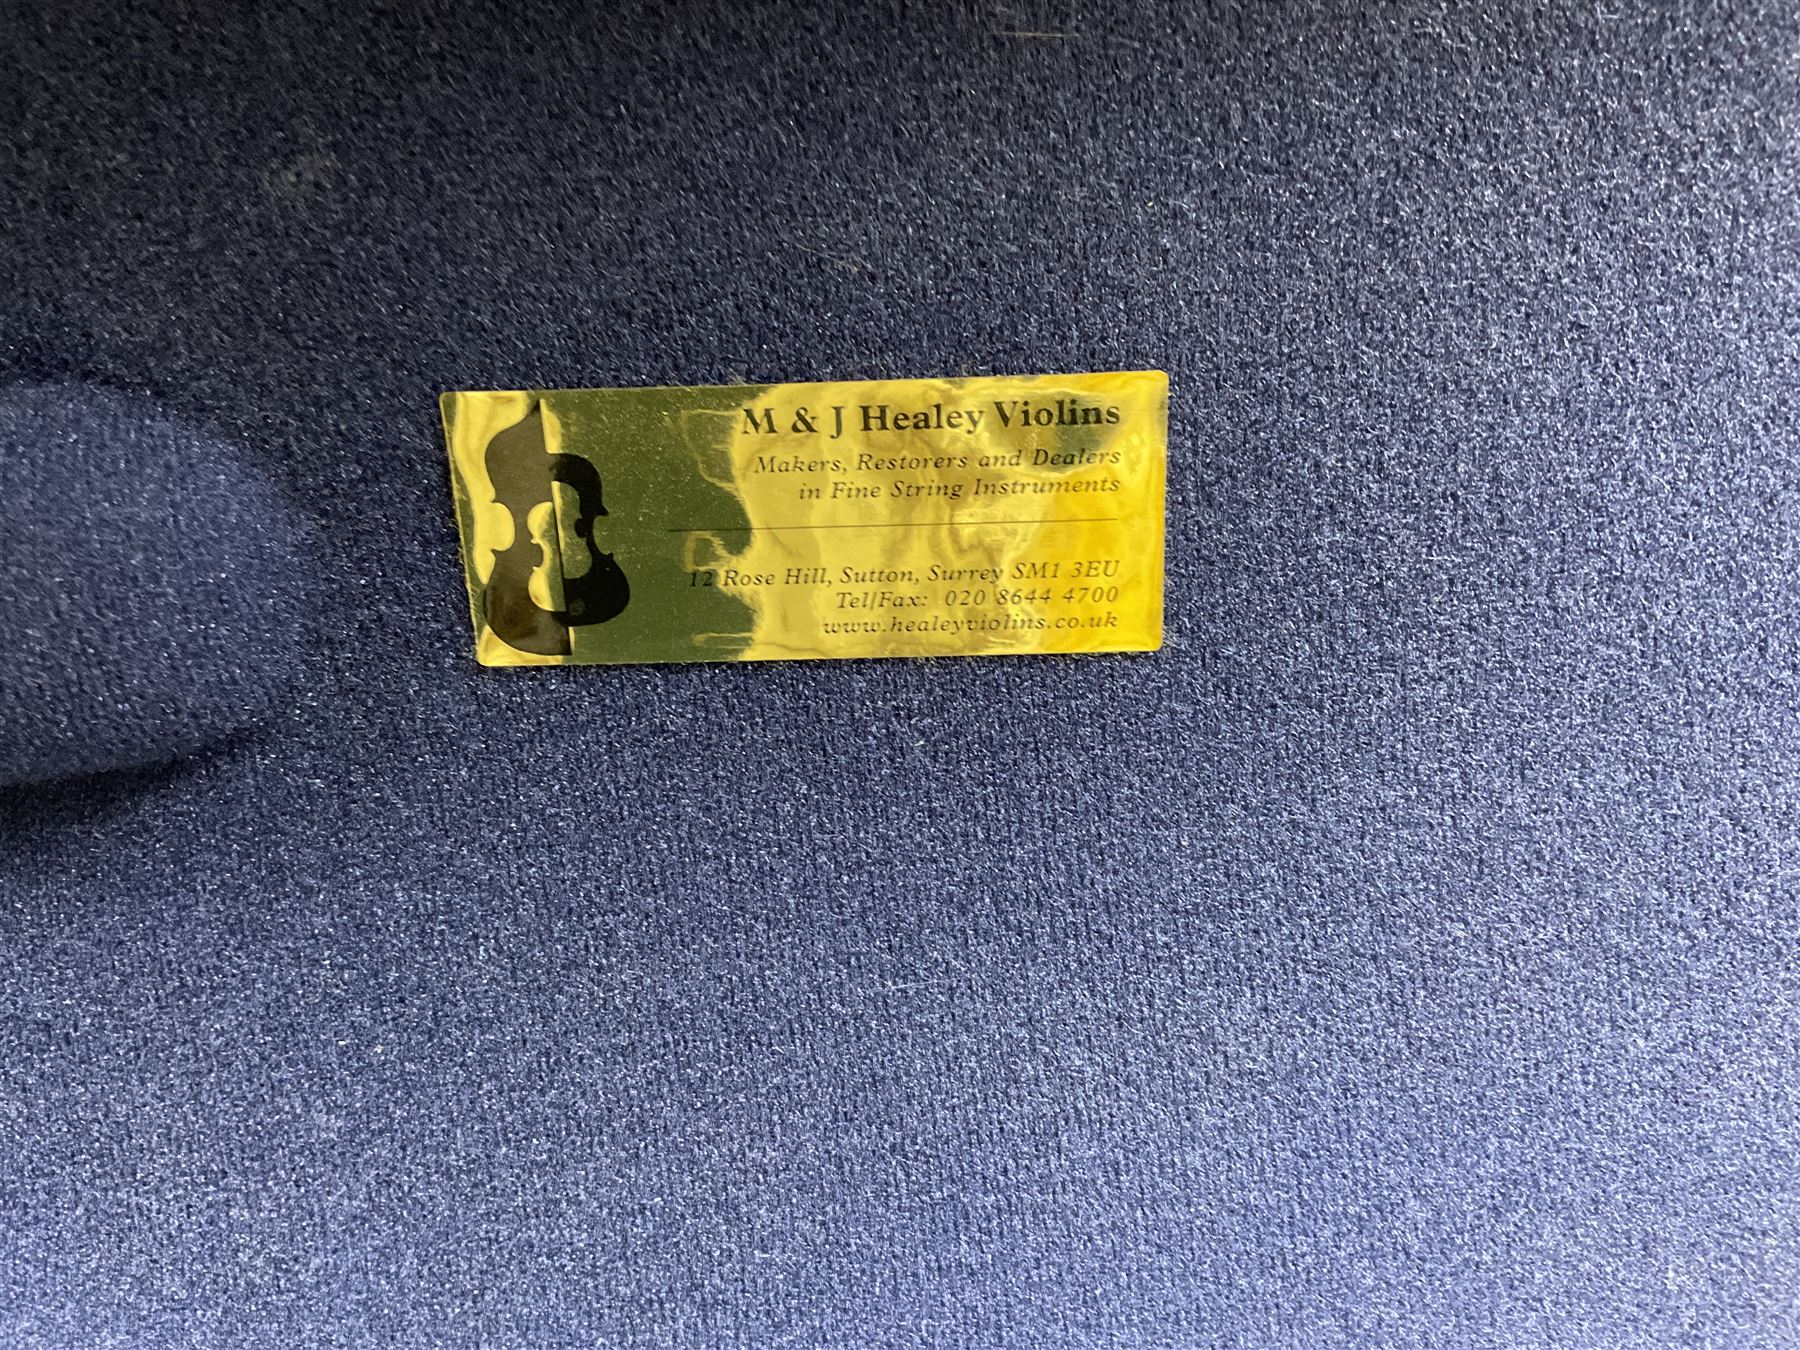 M & J Healey Violins
Makers, Restorers and Dealers
in Fine String Instruments
12 Rose Hill, Sutton, Surrey SM1 3EU
Tel/Fax: 020 8644 4700
www.healeyviolins.co.uk